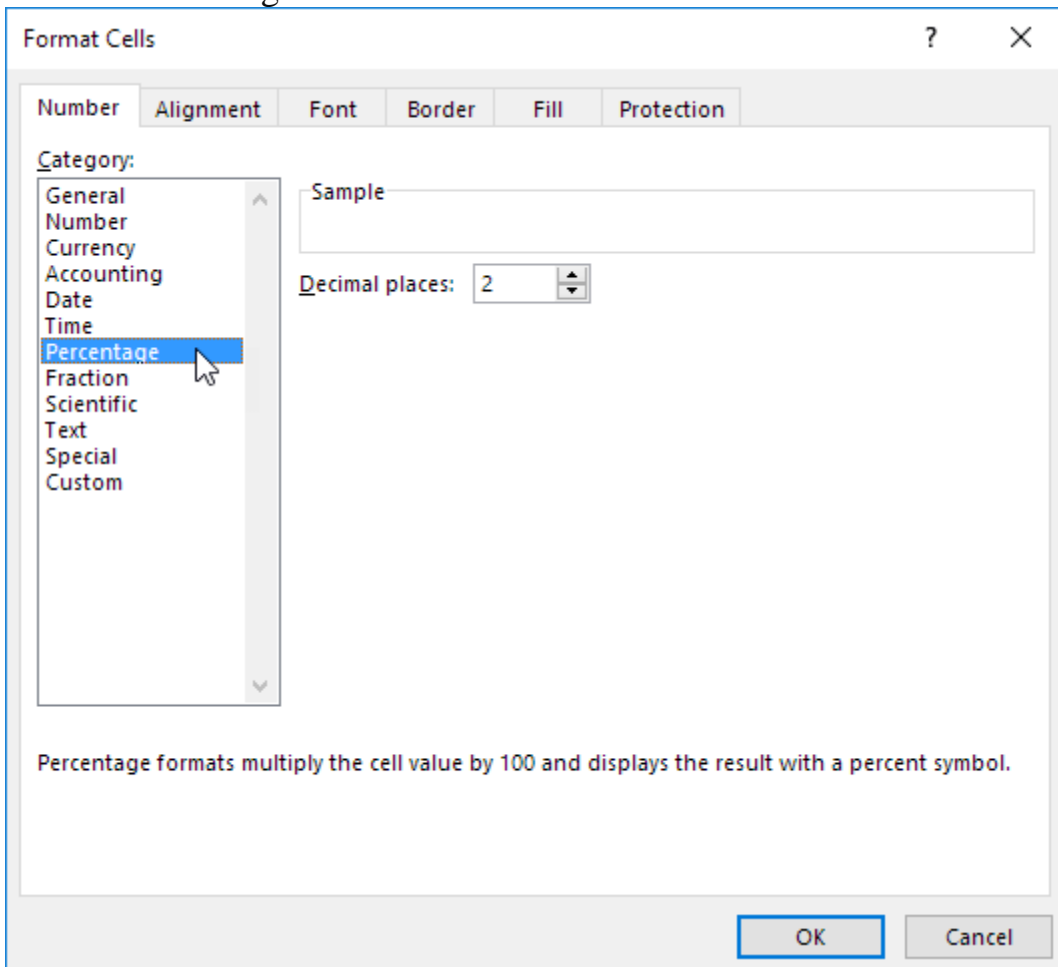 Format Cells ? ×
Number Alignment Font Border Fill Protection
Category:
General
Number
Currency
Accounting
Date
Time
Percentage
Fraction
Scientific
Text
Special
Custom
Sample
Decimal places: 2
Percentage formats multiply the cell value by 100 and displays the result with a percent symbol.
OK Cancel